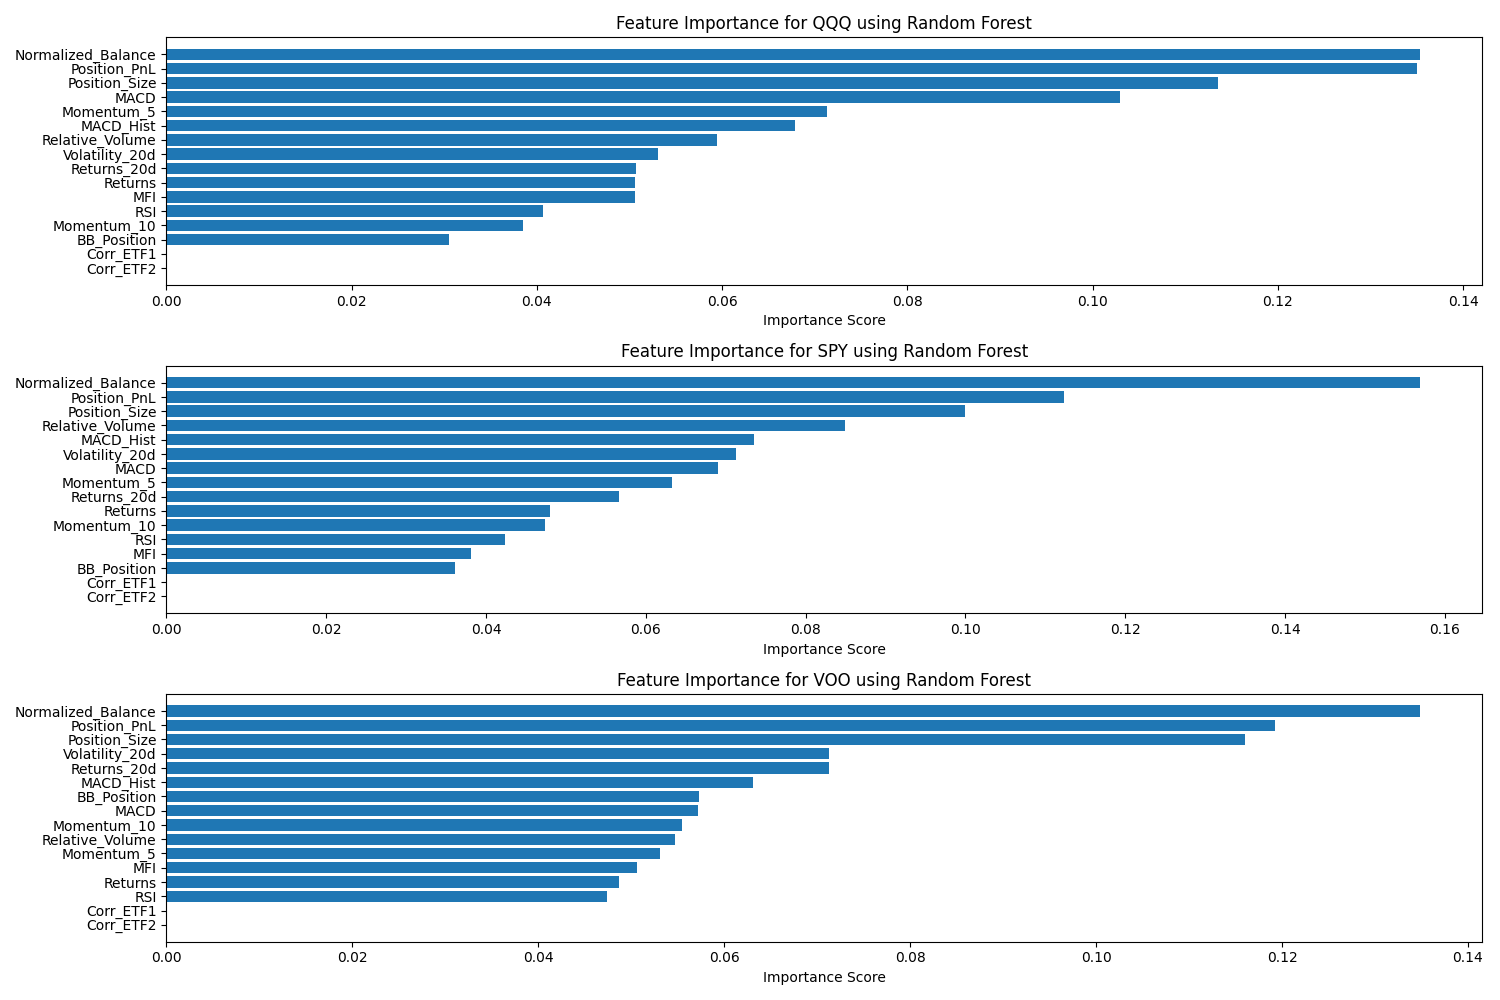 Feature Importance for QQQ using Random Forest
Normalized_Balance
Position_PnL
Position_Size
MACD
Momentum_5
MACD_Hist
Relative_Volume
Volatility_20d
Returns_20d
Returns
MFI
RSI
Momentum_10
BB_Position
Corr_ETF1
Corr_ETF2
0.00 0.02 0.04 0.06 0.08 0.10 0.12 0.14
Importance Score
Feature Importance for SPY using Random Forest
Normalized_Balance
Position_PnL
Position_Size
Relative_Volume
MACD_Hist
Volatility_20d
MACD
Momentum_5
Returns_20d
Returns
Momentum_10
RSI
MFI
BB_Position
Corr_ETF1
Corr_ETF2
0.00 0.02 0.04 0.06 0.08 0.10 0.12 0.14 0.16
Importance Score
Feature Importance for VOO using Random Forest
Normalized_Balance
Position_PnL
Position_Size
Volatility_20d
Returns_20d
MACD_Hist
BB_Position
MACD
Momentum_10
Relative_Volume
Momentum_5
MFI
Returns
RSI
Corr_ETF1
Corr_ETF2
0.00 0.02 0.04 0.06 0.08 0.10 0.12 0.14
Importance Score